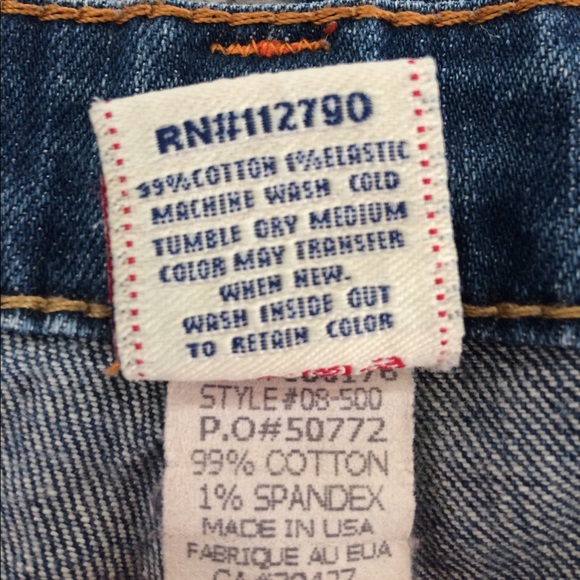 RN#112790
99%COTTON 1%ELASTIC
MACHINE WASH COLD
TUMBLE DRY MEDIUM
COLOR MAY TRANSFER
WHEN NEW.
WASH INSIDE OUT
TO RETAIN COLOR
STYLE#08-500
P.O#50772
99% COTTON
1% SPANDEX
MADE IN USA
FABRIQUE AU EUA